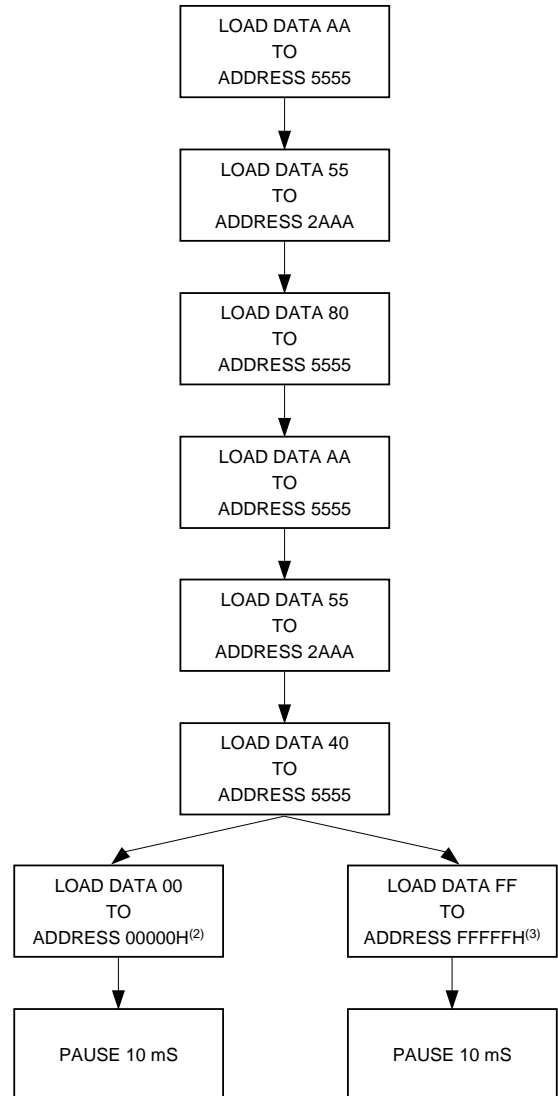 LOAD DATA AA
TO
ADDRESS 5555
LOAD DATA 55
TO
ADDRESS 2AAA
LOAD DATA 80
TO
ADDRESS 5555
LOAD DATA AA
TO
ADDRESS 5555
LOAD DATA 55
TO
ADDRESS 2AAA
LOAD DATA 40
TO
ADDRESS 5555
LOAD DATA 00
TO
ADDRESS 00000H(2)
LOAD DATA FF
TO
ADDRESS FFFFFH(3)
PAUSE 10 mS
PAUSE 10 mS